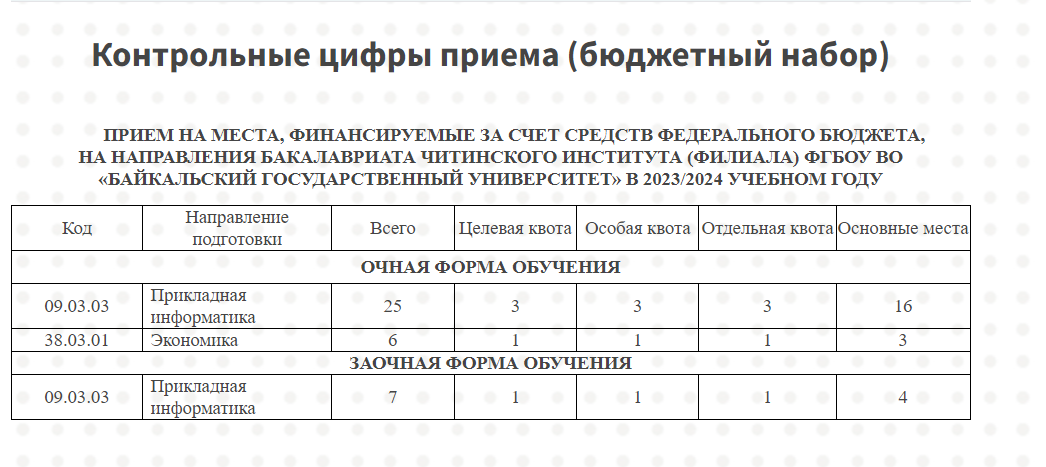 Контрольные цифры приема (бюджетный набор)
ПРИЕМ НА МЕСТА, ФИНАНСИРУЕМЫЕ ЗА СЧЕТ СРЕДСТВ ФЕДЕРАЛЬНОГО БЮДЖЕТА,
НА НАПРАВЛЕНИЯ БАКАЛАВРИАТА ЧИТИНСКОГО ИНСТИТУТА (ФИЛИАЛА) ФГБОУ ВО
«БАЙКАЛЬСКИЙ ГОСУДАРСТВЕННЫЙ УНИВЕРСИТЕТ» В 2023/2024 УЧЕБНОМ ГОДУ
Код Направление подготовки Всего Целевая квота Особая квота Отдельная квота Основные места
ОЧНАЯ ФОРМА ОБУЧЕНИЯ
09.03.03 Прикладная информатика 25 3 3 3 16
38.03.01 Экономика 6 1 1 1 3
ЗАОЧНАЯ ФОРМА ОБУЧЕНИЯ
09.03.03 Прикладная информатика 7 1 1 1 4